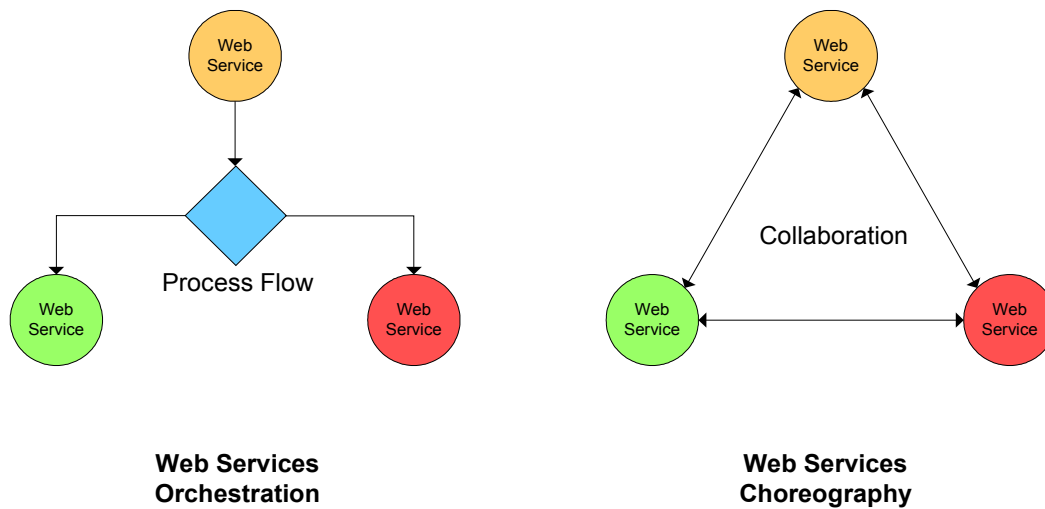 Web
Service
Process Flow
Web
Service
Web
Service
Web Services
Orchestration
Web
Service
Collaboration
Web
Service
Web
Service
Web Services
Choreography